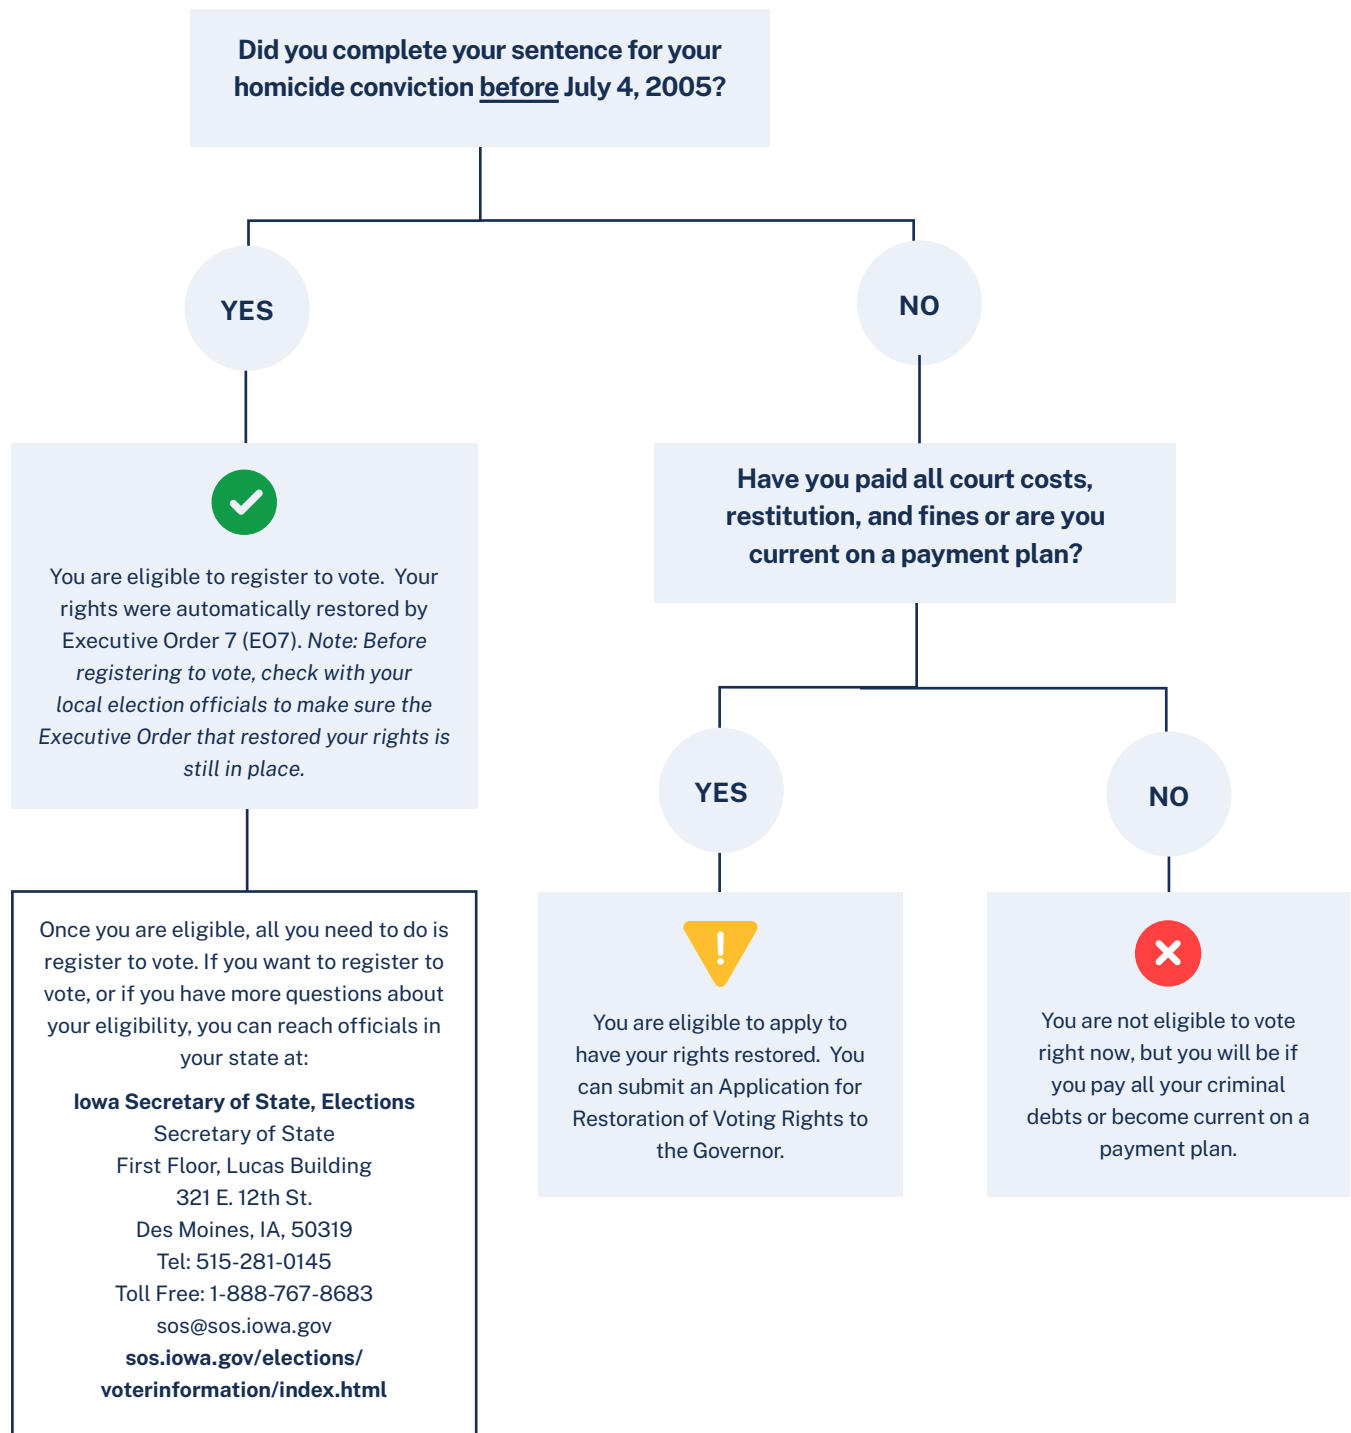 Did you complete your sentence for your
homicide conviction before July 4, 2005?
YES
NO
You are eligible to register to vote.  Your
rights were automatically restored by
Executive Order 7 (EO7). Note: Before
registering to vote, check with your
local election officials to make sure the
Executive Order that restored your rights is
still in place.
Have you paid all court costs,
restitution, and fines or are you
current on a payment plan?
YES
NO
Once you are eligible, all you need to do is
register to vote. If you want to register to
vote, or if you have more questions about
your eligibility, you can reach officials in
your state at:
Iowa Secretary of State, Elections
Secretary of State
First Floor, Lucas Building
321 E. 12th St.
Des Moines, IA, 50319
Tel: 515-281-0145
Toll Free: 1-888-767-8683
sos@sos.iowa.gov
sos.iowa.gov/elections/
voterinformation/index.html
!
You are eligible to apply to
have your rights restored.  You
can submit an Application for
Restoration of Voting Rights to
the Governor.
You are not eligible to vote
right now, but you will be if
you pay all your criminal
debts or become current on a
payment plan.